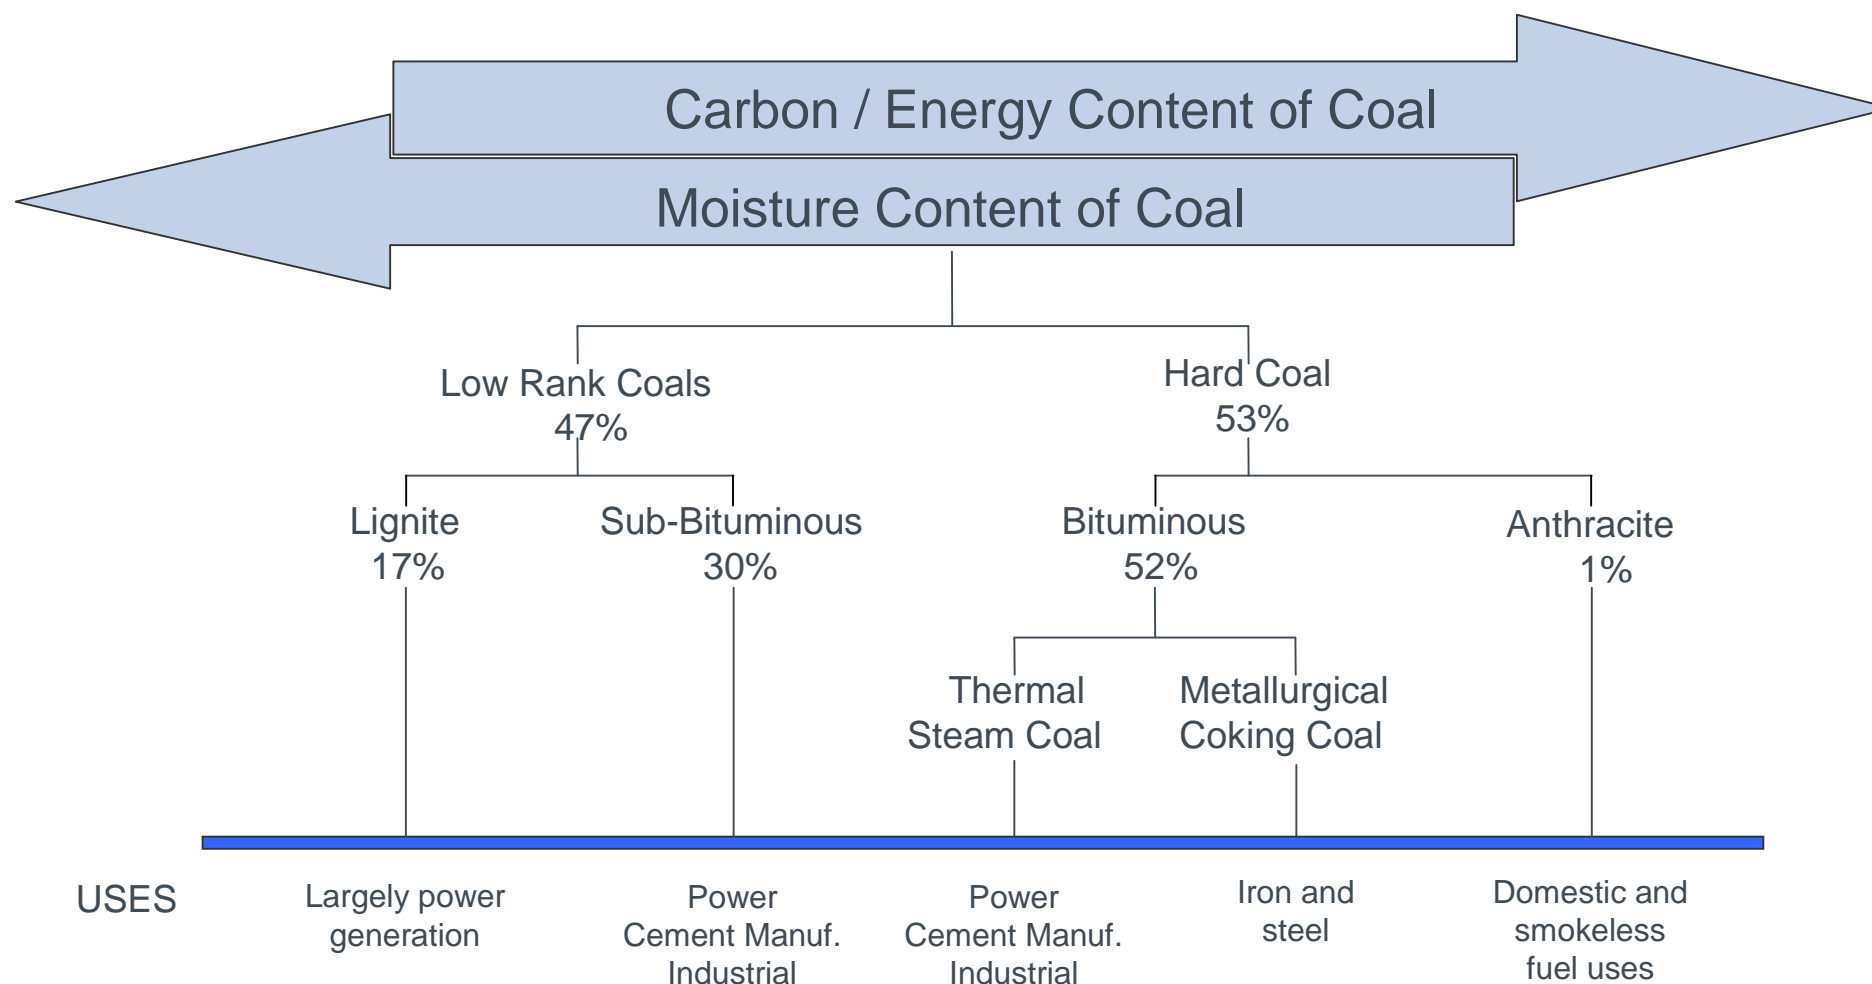 Carbon / Energy Content of Coal
Moisture Content of Coal
Low Rank Coals
47%
Hard Coal
53%
Lignite
17%
Sub-Bituminous
30%
Bituminous
52%
Anthracite
1%
Thermal
Steam Coal
Metallurgical
Coking Coal
USES
Largely power
generation
Power
Cement Manuf.
Industrial
Power
Cement Manuf.
Industrial
Iron and
steel
Domestic and
smokeless
fuel uses